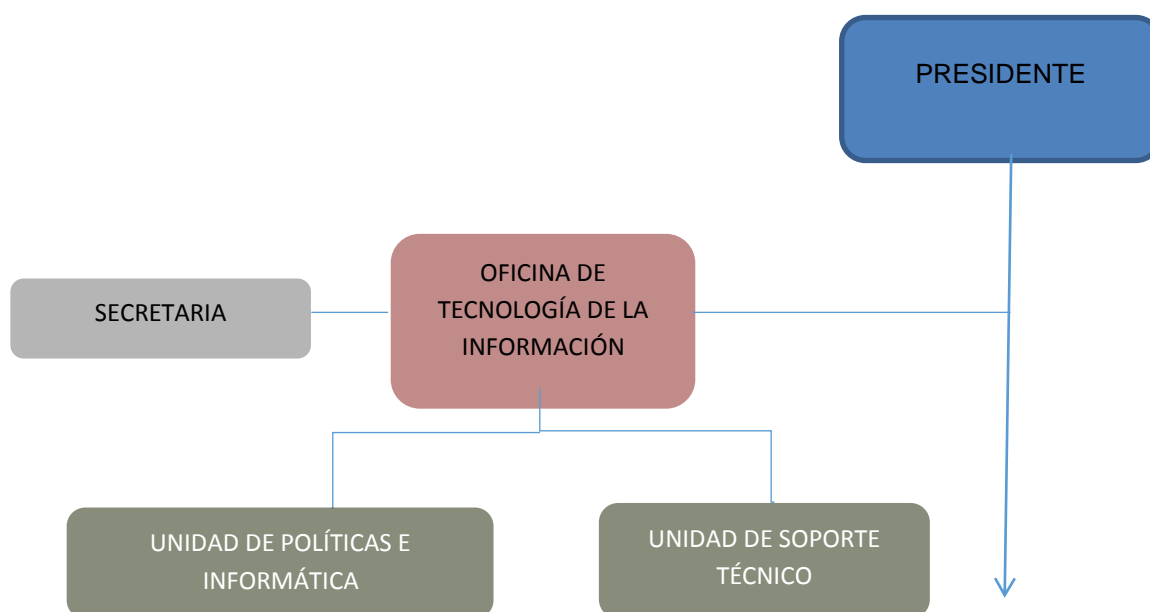 PRESIDENTE
OFICINA DE
TECNOLOGÍA DE LA
INFORMACIÓN
SECRETARIA
UNIDAD DE POLÍTICAS E
INFORMÁTICA
UNIDAD DE SOPORTE
TÉCNICO